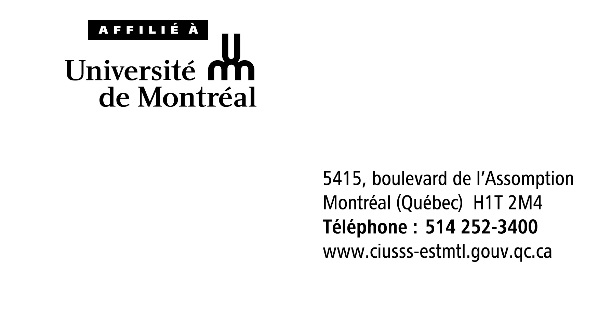 AFFILIÉ À
Université
de Montréal
5415, boulevard de l'Assomption
Montréal (Québec) H1T 2M4
Téléphone : 514 252-3400
www.ciusss-estmtl.gouv.qc.ca